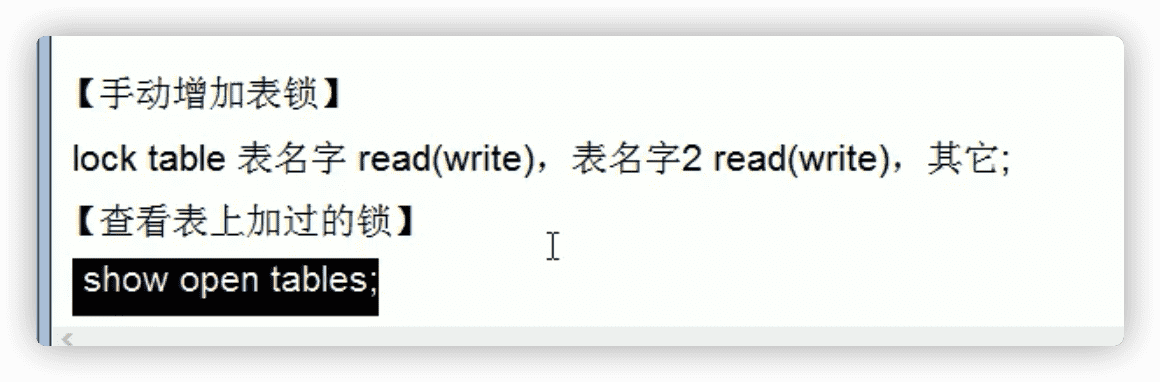 【手动增加表锁】
lock table 表名字 read(write)，表名字2 read(write)，其它;
【查看表上加过的锁】
show open tables;